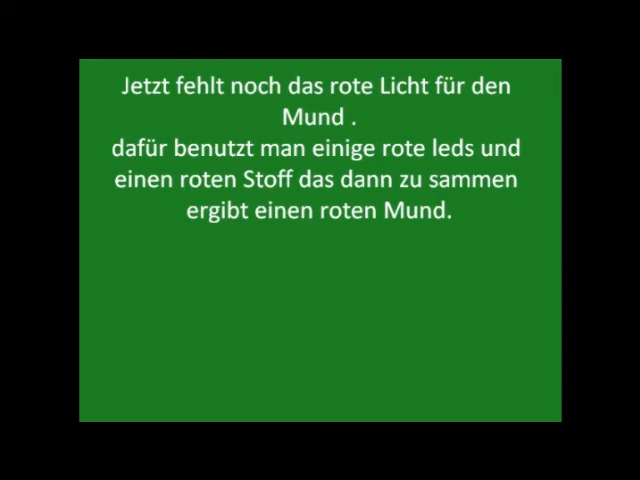 Jetzt fehlt noch das rote Licht für den
Mund .
dafür benutzt man einige rote leds und
einen roten Stoff das dann zu sammen
ergibt einen roten Mund.